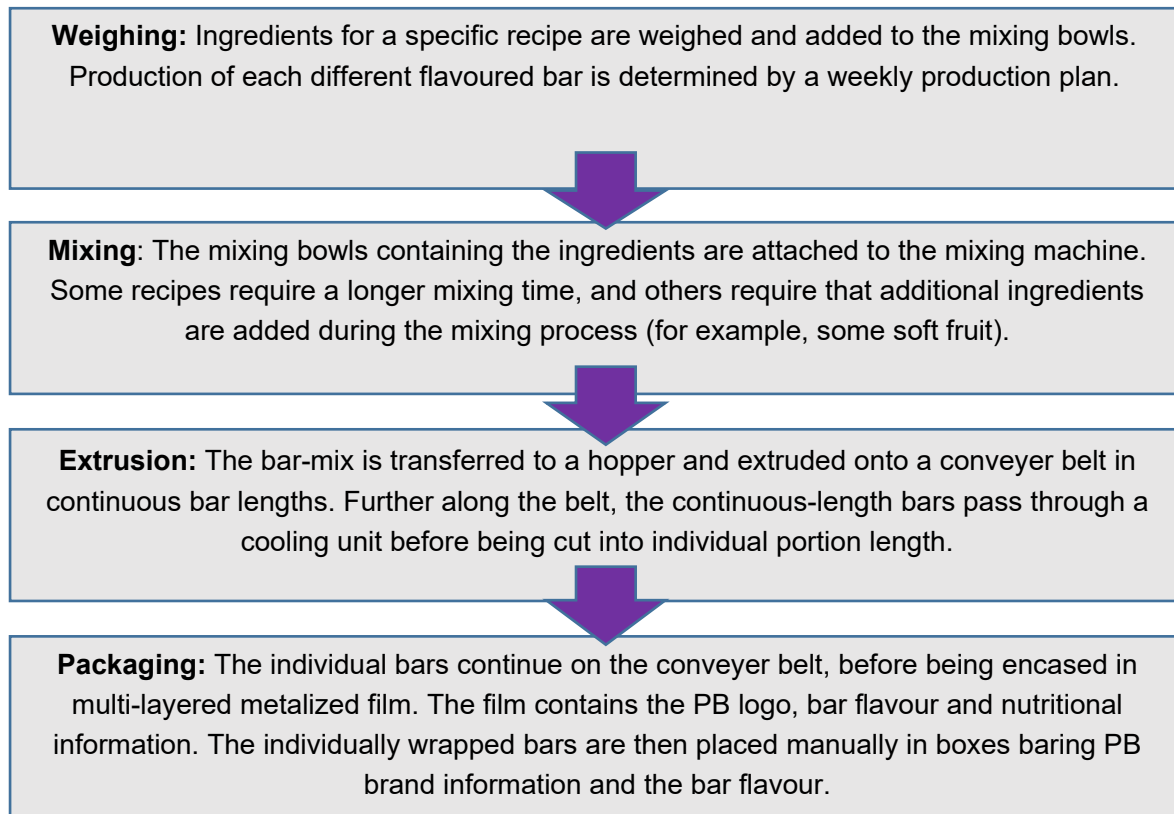 Weighing: Ingredients for a specific recipe are weighed and added to the mixing bowls.
Production of each different flavoured bar is determined by a weekly production plan.
Mixing: The mixing bowls containing the ingredients are attached to the mixing machine.
Some recipes require a longer mixing time, and others require that additional ingredients
are added during the mixing process (for example, some soft fruit).
Extrusion: The bar-mix is transferred to a hopper and extruded onto a conveyer belt in
continuous bar lengths. Further along the belt, the continuous-length bars pass through a
cooling unit before being cut into individual portion length.
Packaging: The individual bars continue on the conveyer belt, before being encased in
multi-layered metalized film. The film contains the PB logo, bar flavour and nutritional
information. The individually wrapped bars are then placed manually in boxes baring PB
brand information and the bar flavour.